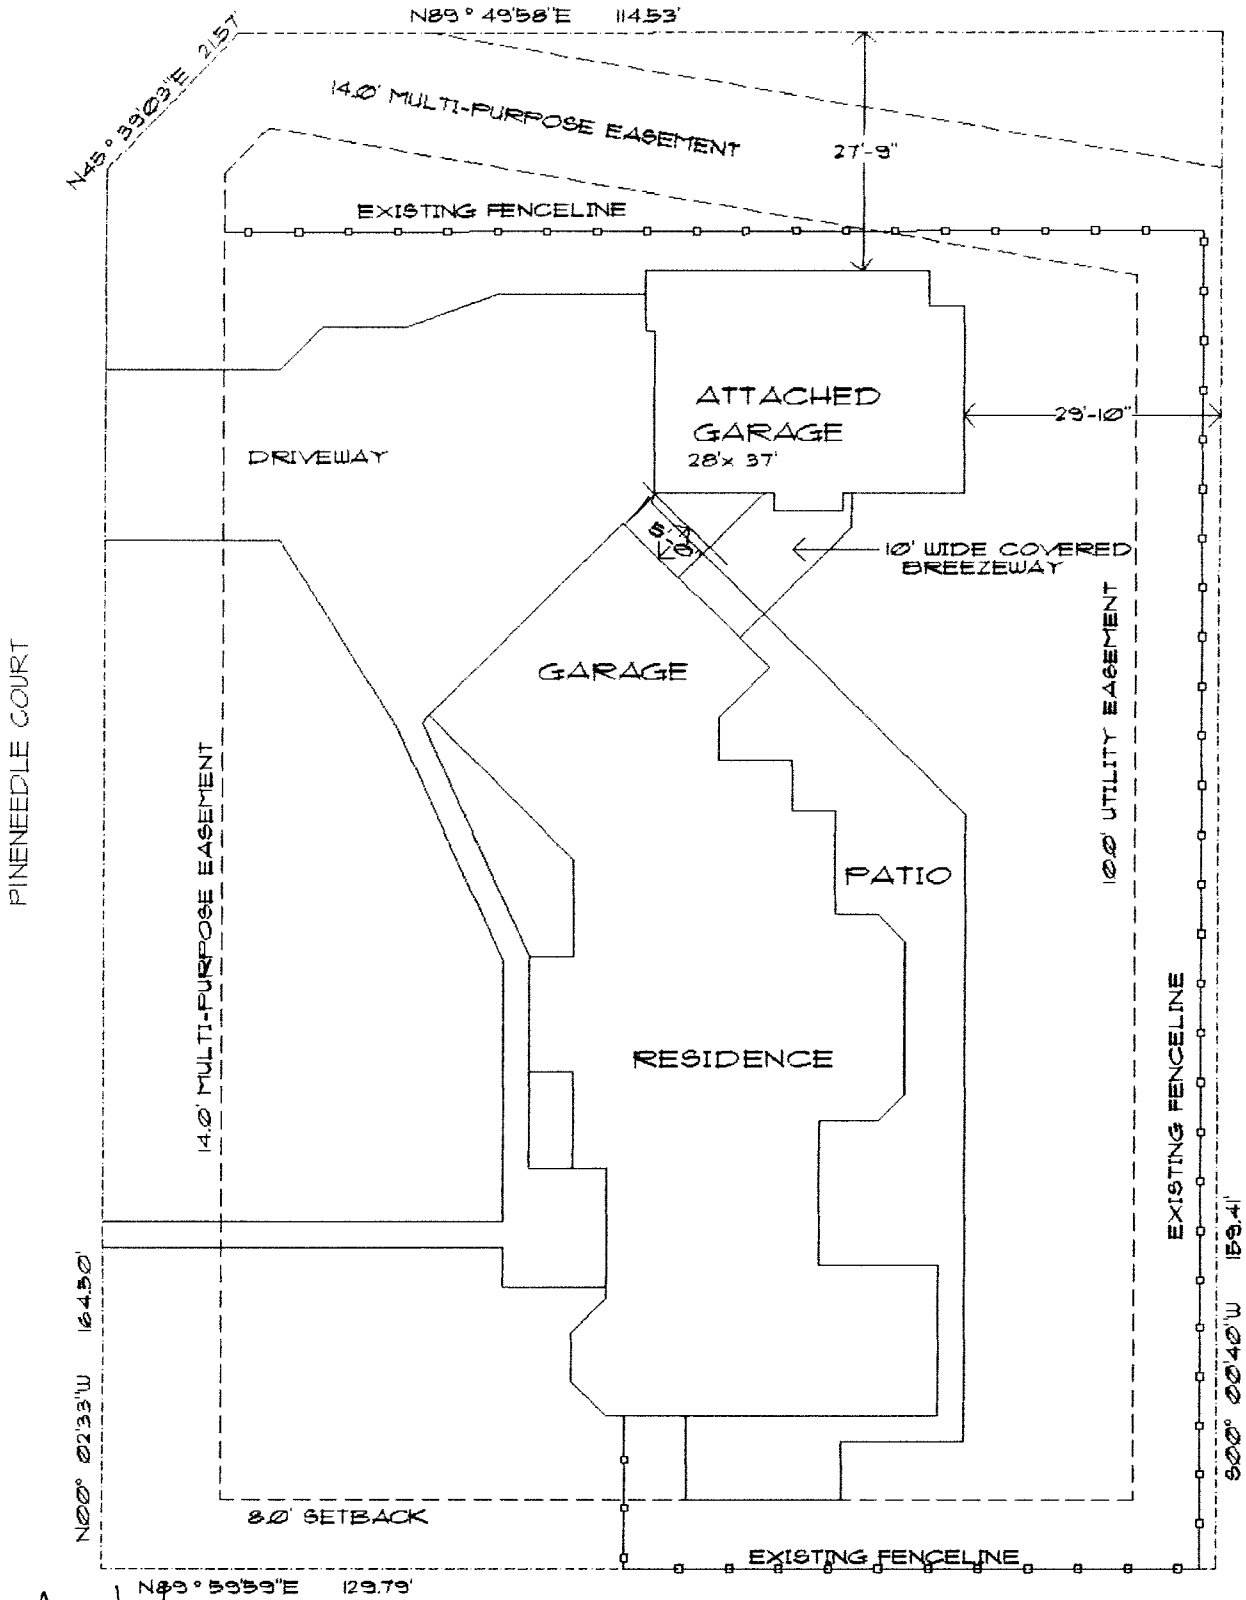 N89° 49'58"E 114.53'
N45° 39'03"E 21.57'
14.0' MULTI-PURPOSE EASEMENT
27'-9"
EXISTING FENCELINE
ATTACHED
GARAGE
28'x 37'
29'-10"
DRIVEWAY
5'-6"
10' WIDE COVERED
BREEZEWAY
GARAGE
10.0' UTILITY EASEMENT
PINENEEDLE COURT
14.0' MULTI-PURPOSE EASEMENT
PATIO
RESIDENCE
EXISTING FENCELINE
N00° 02'33"W 164.50'
S00° 00'40"W 159.41'
8.0' SETBACK
EXISTING FENCELINE
N89° 59'59"E 129.79'